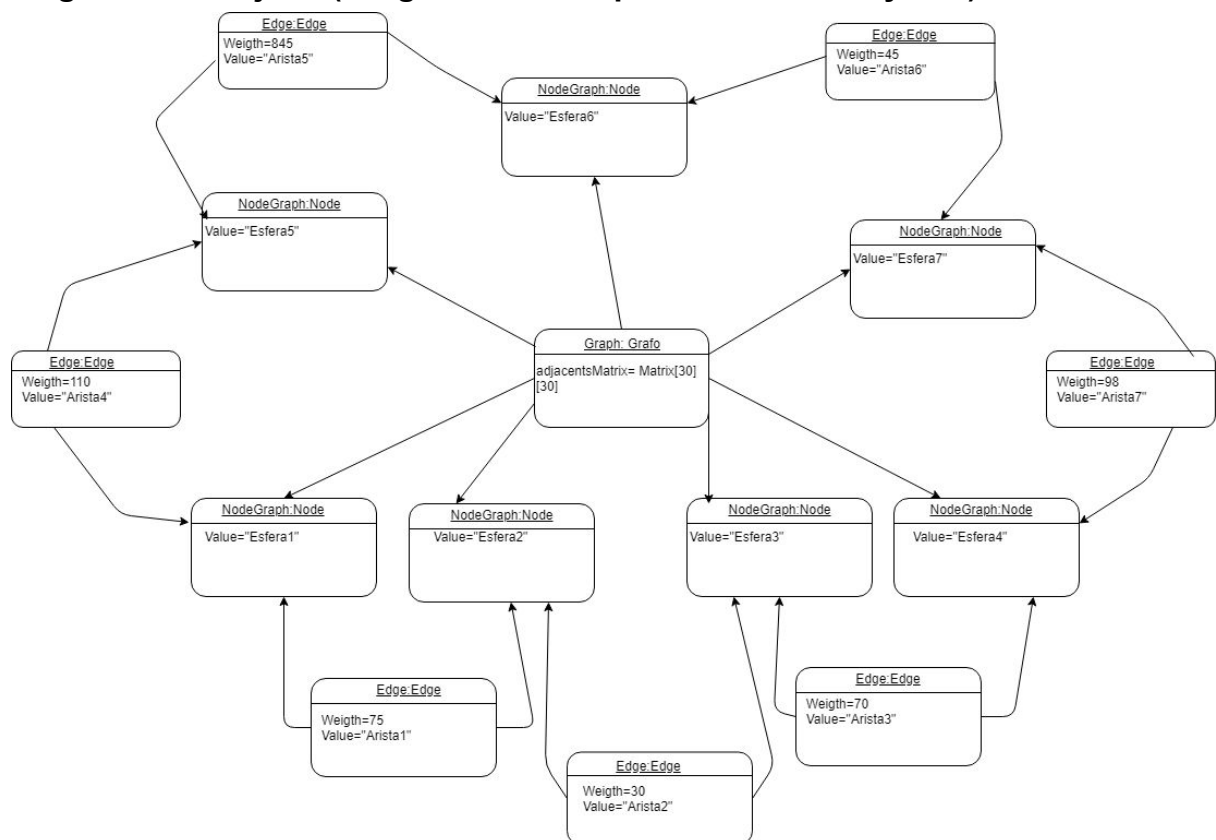 Edge:Edge
Weigth=845
Value="Arista5"
Edge:Edge
Weigth=45
Value="Arista6"
NodeGraph:Node
Value="Esfera6"
NodeGraph:Node
Value="Esfera5"
NodeGraph:Node
Value="Esfera7"
Graph: Grafo
adjacentsMatrix= Matrix[30]
[30]
Edge:Edge
Weigth=110
Value="Arista4"
Edge:Edge
Weigth=98
Value="Arista7"
NodeGraph:Node
Value="Esfera1"
NodeGraph:Node
Value="Esfera2"
NodeGraph:Node
Value="Esfera3"
NodeGraph:Node
Value="Esfera4"
Edge:Edge
Weigth=75
Value="Arista1"
Edge:Edge
Weigth=70
Value="Arista3"
Edge:Edge
Weigth=30
Value="Arista2"